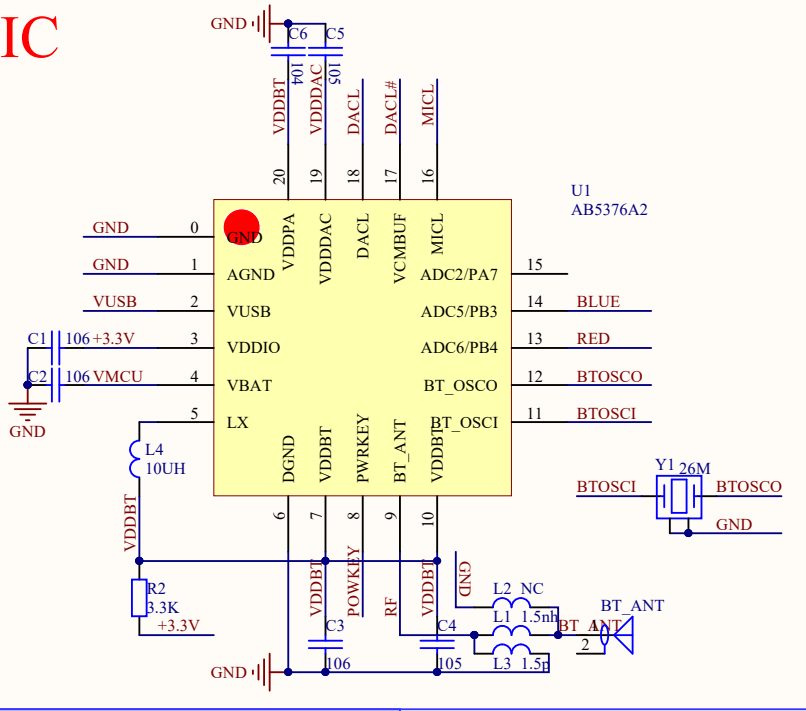 IC
GND
C6
C5
104
105
VDDBT
VDDDAC
DACL
DACL#
MICL
20
19
18
17
16
U1
AB5376A2
VDDPA
VDDDAC
DACL
VCMBUF
MICL
GND
0
GND
GND
1
AGND
VUSB
2
VUSB
C1
106
+3.3V
3
VDDIO
C2
106
VMCU
4
VBAT
GND
5
LX
ADC2/PA7
15
ADC5/PB3
14
BLUE
ADC6/PB4
13
RED
BT_OSCO
12
BTOSCO
BT_OSCI
11
BTOSCI
DGND
VDDBT
PWRKEY
BT_ANT
VDDBT
6
7
8
9
10
L4
10UH
VDDBT
R2
3.3K
+3.3V
VDDBT
POWKEY
RF
VDDBT
GND
C3
106
C4
105
GND
Y1
26M
BTOSCI
BTOSCO
GND
L2
NC
L1
1.5nh
L3
1.5p
BT_ANT
BT_ANT
1
2